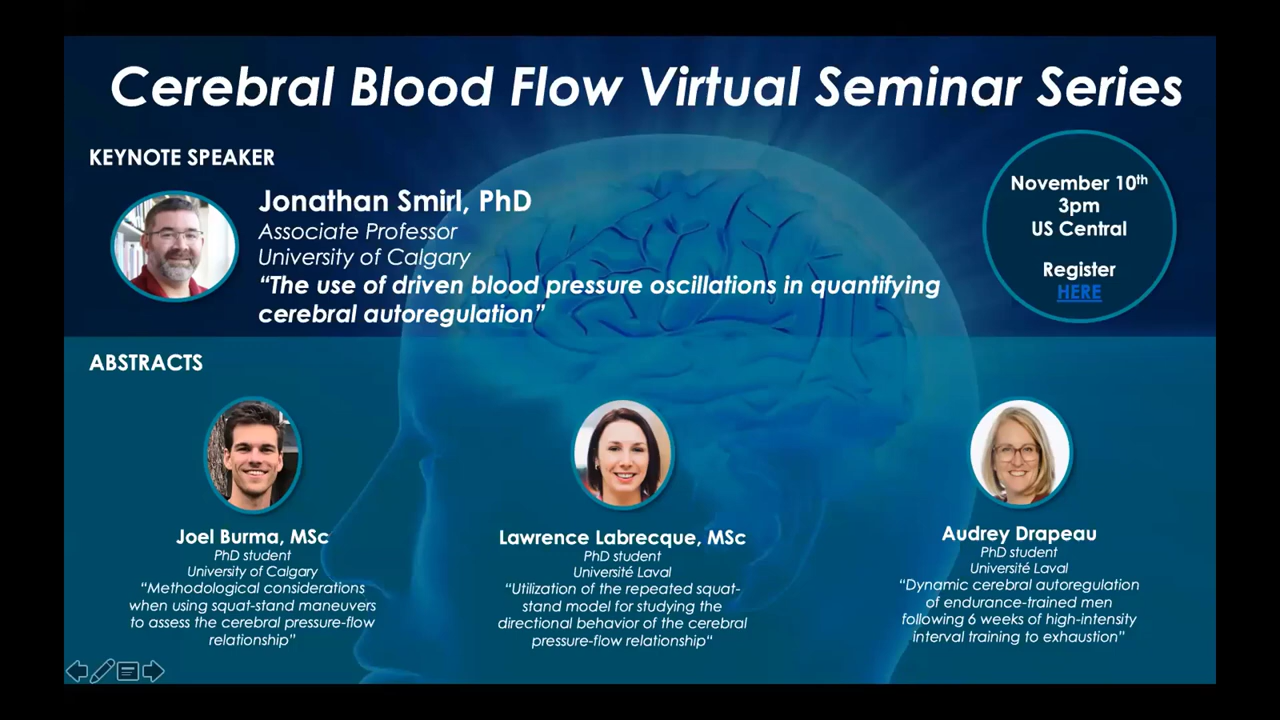 Cerebral Blood Flow Virtual Seminar Series
KEYNOTE SPEAKER
Jonathan Smirl, PhD
Associate Professor
University of Calgary
“The use of driven blood pressure oscillations in quantifying
cerebral autoregulation”
November 10th
3pm
US Central
Register
HERE
ABSTRACTS
Joel Burma, MSc
PhD student
University of Calgary
“Methodological considerations
when using squat-stand maneuvers
to assess the cerebral pressure-flow
relationship”
Lawrence Labrecque, MSc
PhD student
Université Laval
“Utilization of the repeated squat-
stand model for studying the
directional behavior of the cerebral
pressure-flow relationship“
Audrey Drapeau
PhD student
Université Laval
“Dynamic cerebral autoregulation
of endurance-trained men
following 6 weeks of high-intensity
interval training to exhaustion”